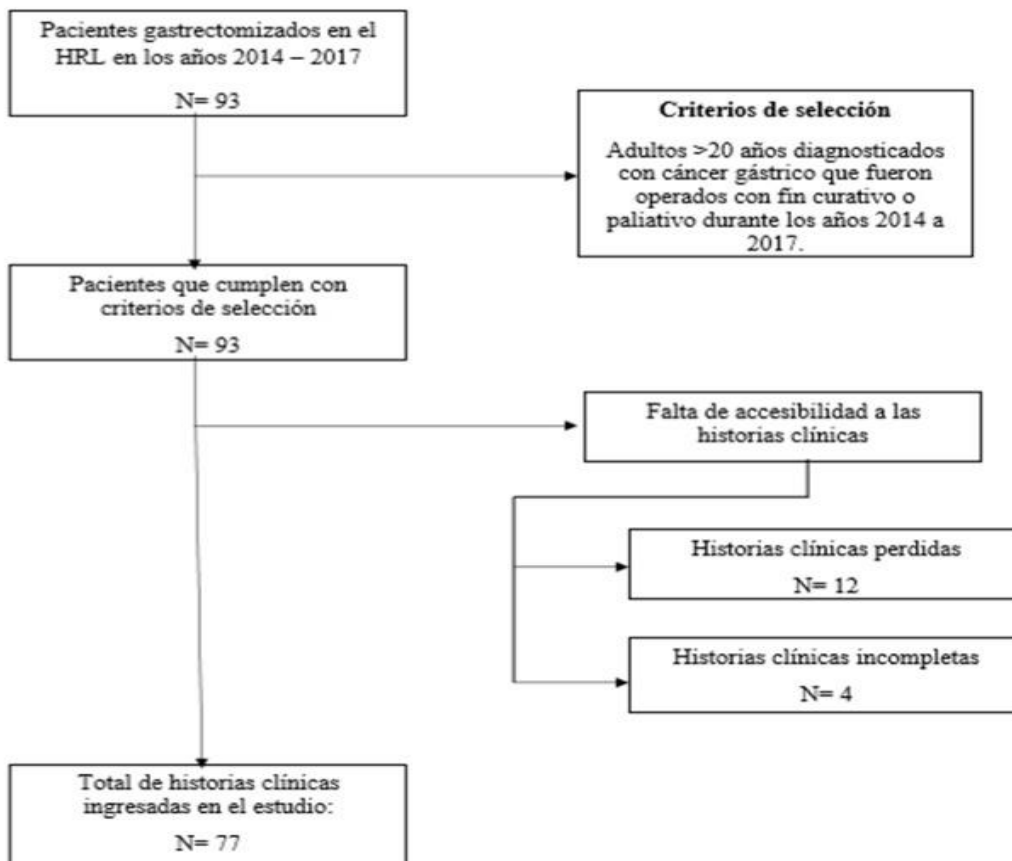 Pacientes gastrectomizados en el
HRL en los años 2014 – 2017
N= 93
Criterios de selección
Adultos >20 años diagnosticados
con cáncer gástrico que fueron
operados con fin curativo o
paliativo durante los años 2014 a
2017.
Pacientes que cumplen con
criterios de selección
N= 93
Falta de accesibilidad a las
historias clínicas
Historias clínicas perdidas
N= 12
Historias clínicas incompletas
N= 4
Total de historias clínicas
ingresadas en el estudio:
N= 77